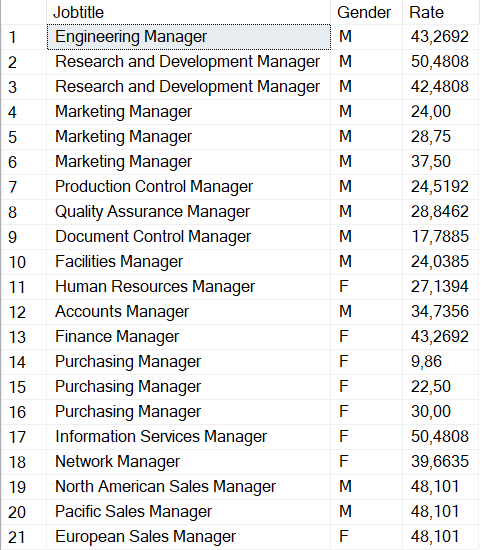 Jobtitle Gender Rate
1 Engineering Manager M 43,2692
2 Research and Development Manager M 50,4808
3 Research and Development Manager M 42,4808
4 Marketing Manager M 24,00
5 Marketing Manager M 28,75
6 Marketing Manager M 37,50
7 Production Control Manager M 24,5192
8 Quality Assurance Manager M 28,8462
9 Document Control Manager M 17,7885
10 Facilities Manager M 24,0385
11 Human Resources Manager F 27,1394
12 Accounts Manager M 34,7356
13 Finance Manager F 43,2692
14 Purchasing Manager F 9,86
15 Purchasing Manager F 22,50
16 Purchasing Manager F 30,00
17 Information Services Manager F 50,4808
18 Network Manager F 39,6635
19 North American Sales Manager M 48,101
20 Pacific Sales Manager M 48,101
21 European Sales Manager F 48,101